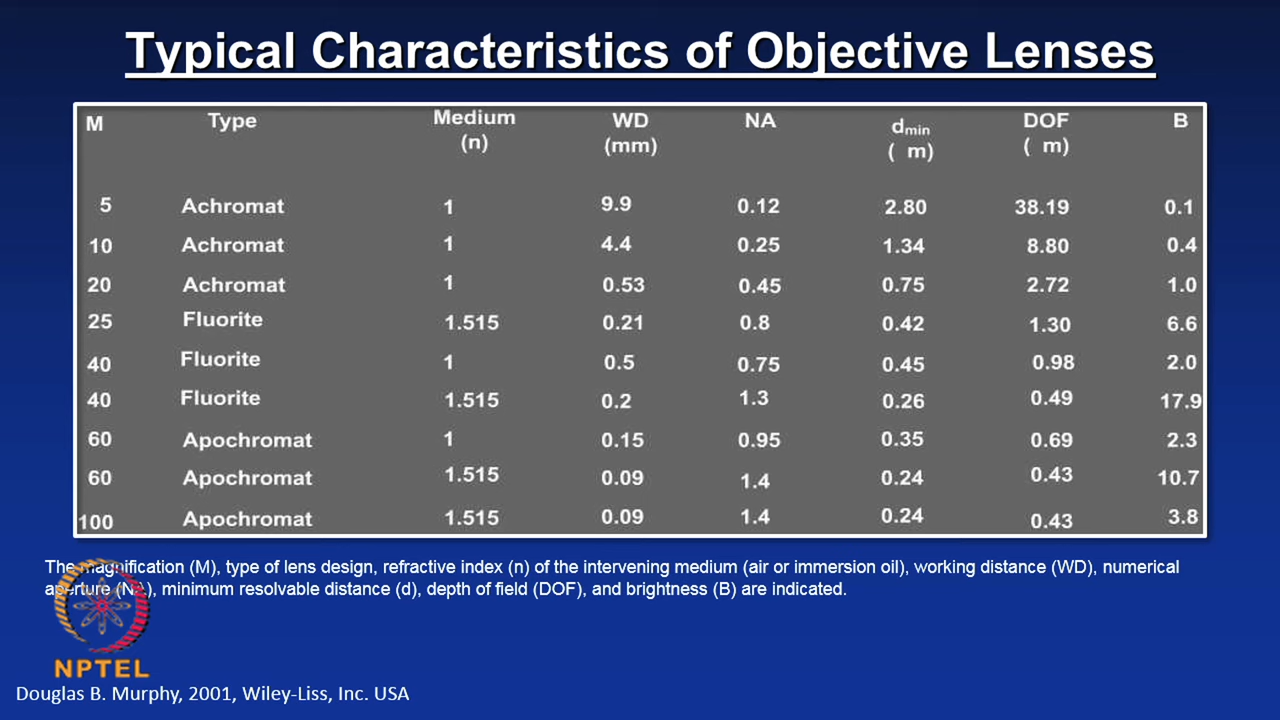 Typical Characteristics of Objective Lenses
M Type Medium (n) WD (mm) NA dmin ( m) DOF ( m) B
5 Achromat 1 9.9 0.12 2.80 38.19 0.1
10 Achromat 1 4.4 0.25 1.34 8.80 0.4
20 Achromat 1 0.53 0.45 0.75 2.72 1.0
25 Fluorite 1.515 0.21 0.8 0.42 1.30 6.6
40 Fluorite 1 0.5 0.75 0.45 0.98 2.0
40 Fluorite 1.515 0.2 1.3 0.26 0.49 17.9
60 Apochromat 1 0.15 0.95 0.35 0.69 2.3
60 Apochromat 1.515 0.09 1.4 0.24 0.43 10.7
100 Apochromat 1.515 0.09 1.4 0.24 0.43 3.8
The magnification (M), type of lens design, refractive index (n) of the intervening medium (air or immersion oil), working distance (WD), numerical
aperture (NA), minimum resolvable distance (d), depth of field (DOF), and brightness (B) are indicated.
NPTEL
Douglas B. Murphy, 2001, Wiley-Liss, Inc. USA